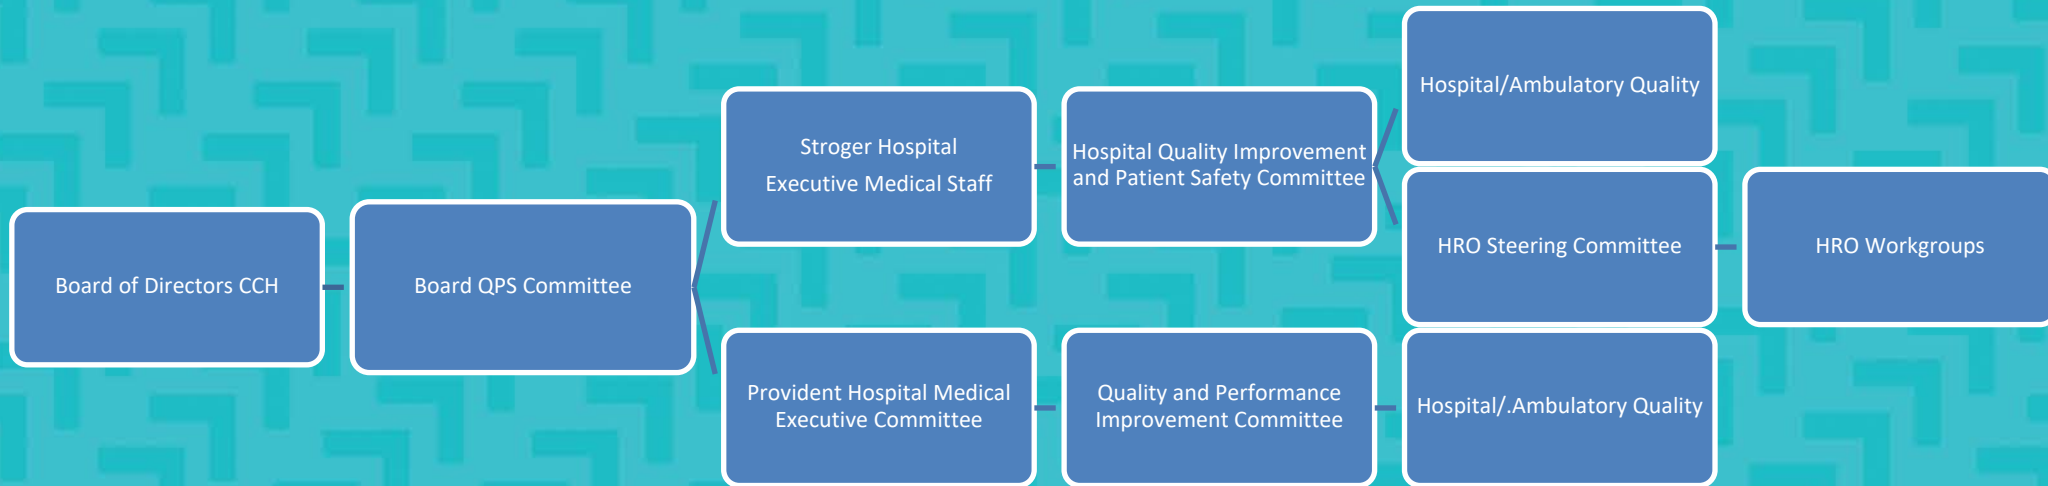 Board of Directors CCH
Board QPS Committee
Stroger Hospital
Executive Medical Staff
Hospital Quality Improvement
and Patient Safety Committee
Hospital/Ambulatory Quality
HRO Steering Committee
HRO Workgroups
Provident Hospital Medical
Executive Committee
Quality and Performance
Improvement Committee
Hospital/.Ambulatory Quality